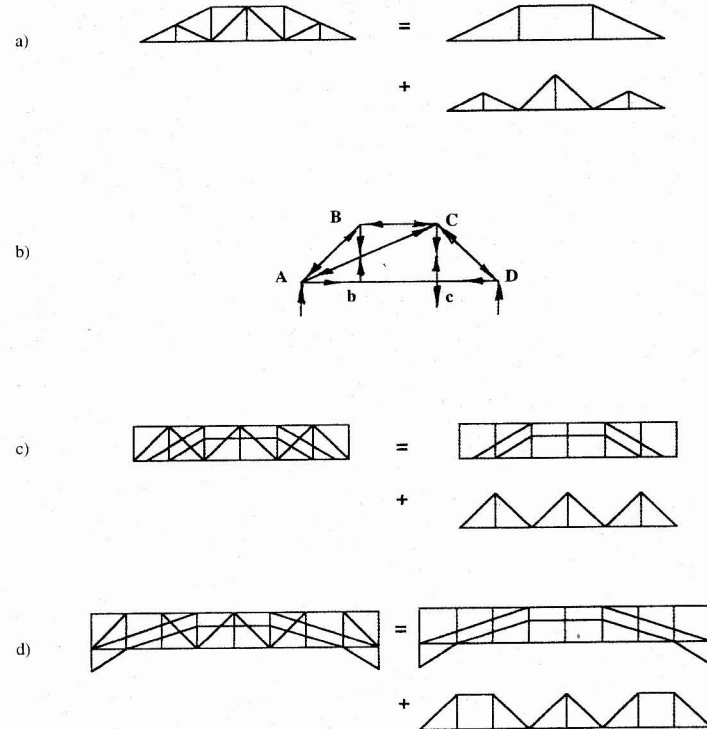 a)
=
+
b)
B
C
A
b
c
D
c)
=
+
d)
=
+